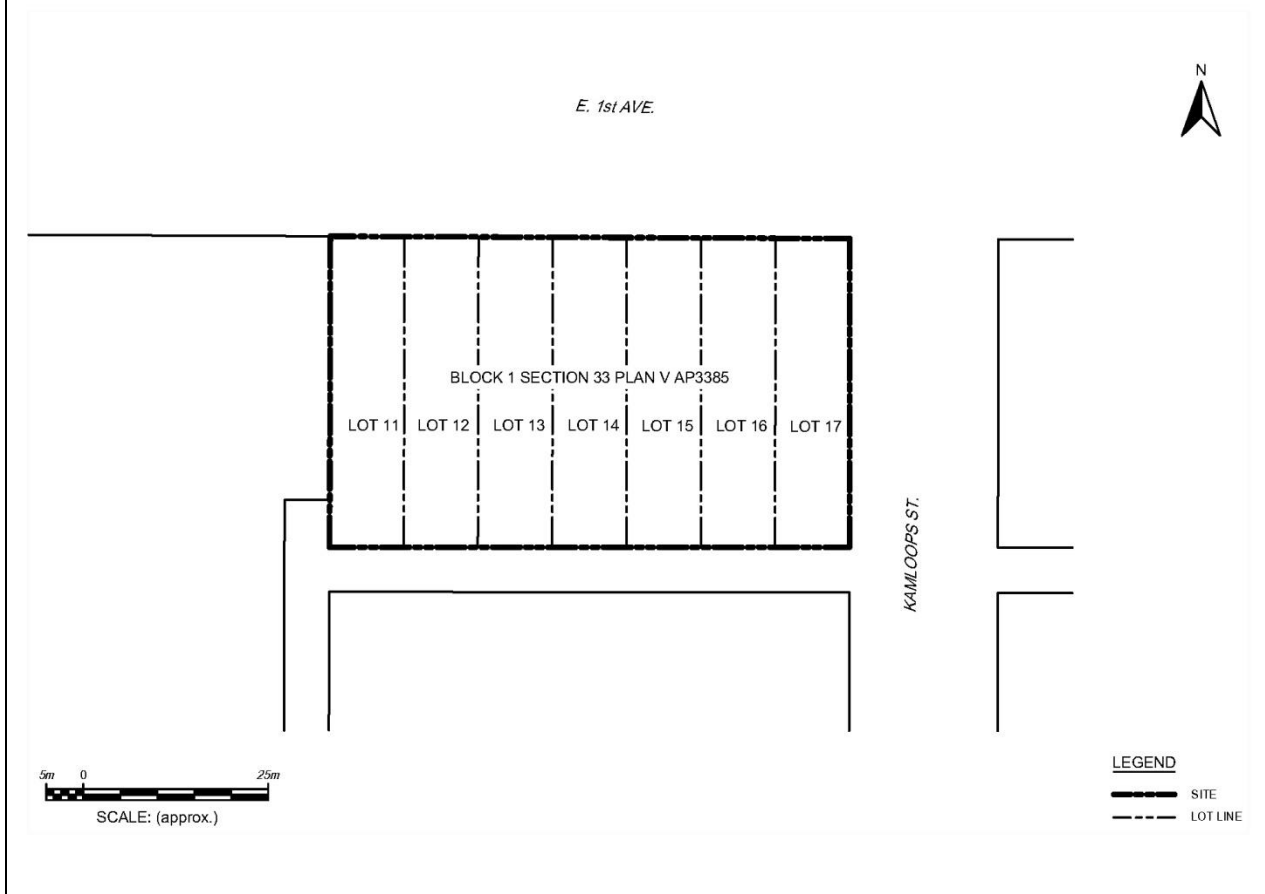 N
E. 1st AVE.
BLOCK 1 SECTION 33 PLAN V AP3385
LOT 11 LOT 12 LOT 13 LOT 14 LOT 15 LOT 16 LOT 17
KAMLOOPS ST.
5m 0 25m
SCALE: (approx.)
LEGEND
SITE
LOT LINE